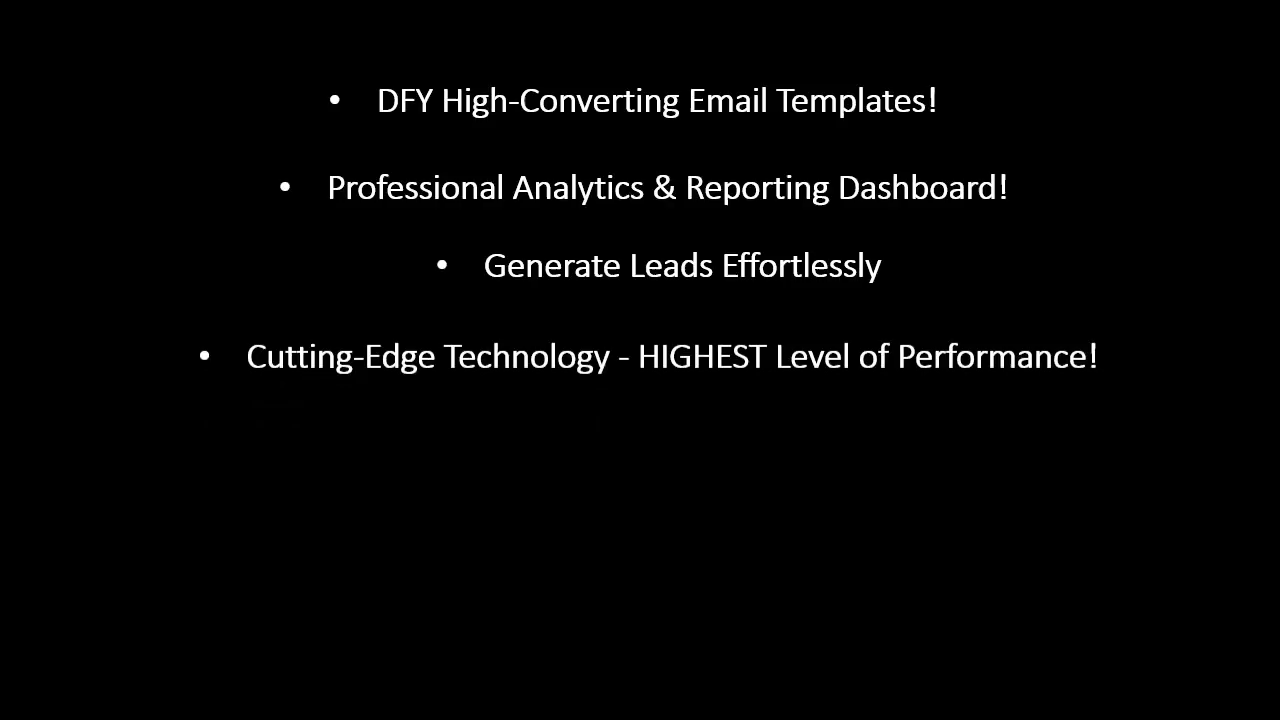 • DFY High-Converting Email Templates!
• Professional Analytics & Reporting Dashboard!
• Generate Leads Effortlessly
• Cutting-Edge Technology - HIGHEST Level of Performance!